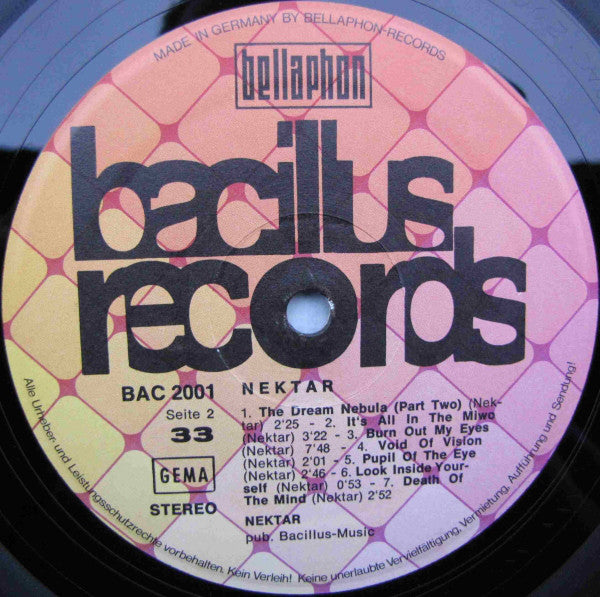 MADE IN GERMANY BY BELLAPHON-RECORDS
bellaphon
bacillus
records
BAC 2001
Seite 2
33
GEMA
STEREO
NEKTAR
1. The Dream Nebula (Part Two) (Nek-
tar) 2'25 - 2. It's All In The Miwo
(Nektar) 3'22 - 3. Burn Out My Eyes
(Nektar) 7'48 - 4. Void Of Vision
(Nektar) 2'01 - 5. Pupil Of The Eye
(Nektar) 2'46 - 6. Look Inside Your-
self (Nektar) 0'53 - 7. Death Of
The Mind (Nektar) 2'52
NEKTAR
pub. Bacillus-Music
Alle Urheber- und Leistungsschutzrechte vorbehalten. Kein Verleih! Keine unerlaubte Vervielfältigung, Vermietung, Aufführung und Sendung!